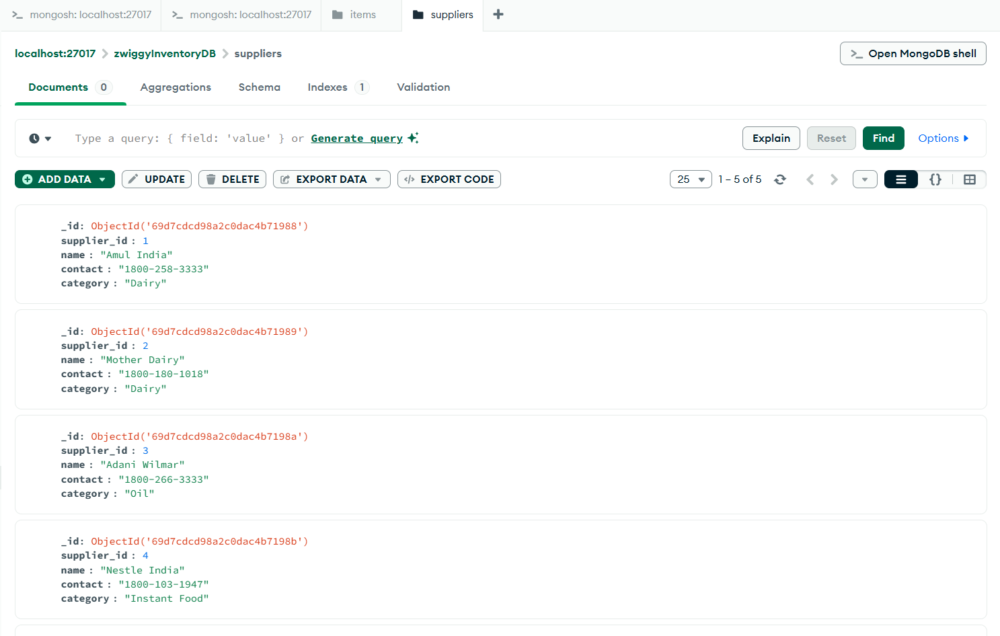 mongosh: localhost:27017 mongosh: localhost:27017 items suppliers
localhost:27017 zwiggyInventoryDB suppliers Open MongoDB shell
Documents 0 Aggregations Schema Indexes 1 Validation
Type a query: { field: 'value' } or Generate query Explain Reset Find Options
ADD DATA UPDATE DELETE EXPORT DATA EXPORT CODE 25 1 – 5 of 5
_id: ObjectId('69d7cdcd98a2c0dac4b71988')
supplier_id : 1
name : "Amul India"
contact : "1800-258-3333"
category : "Dairy"
_id: ObjectId('69d7cdcd98a2c0dac4b71989')
supplier_id : 2
name : "Mother Dairy"
contact : "1800-180-1018"
category : "Dairy"
_id: ObjectId('69d7cdcd98a2c0dac4b7198a')
supplier_id : 3
name : "Adani Wilmar"
contact : "1800-266-3333"
category : "Oil"
_id: ObjectId('69d7cdcd98a2c0dac4b7198b')
supplier_id : 4
name : "Nestle India"
contact : "1800-103-1947"
category : "Instant Food"